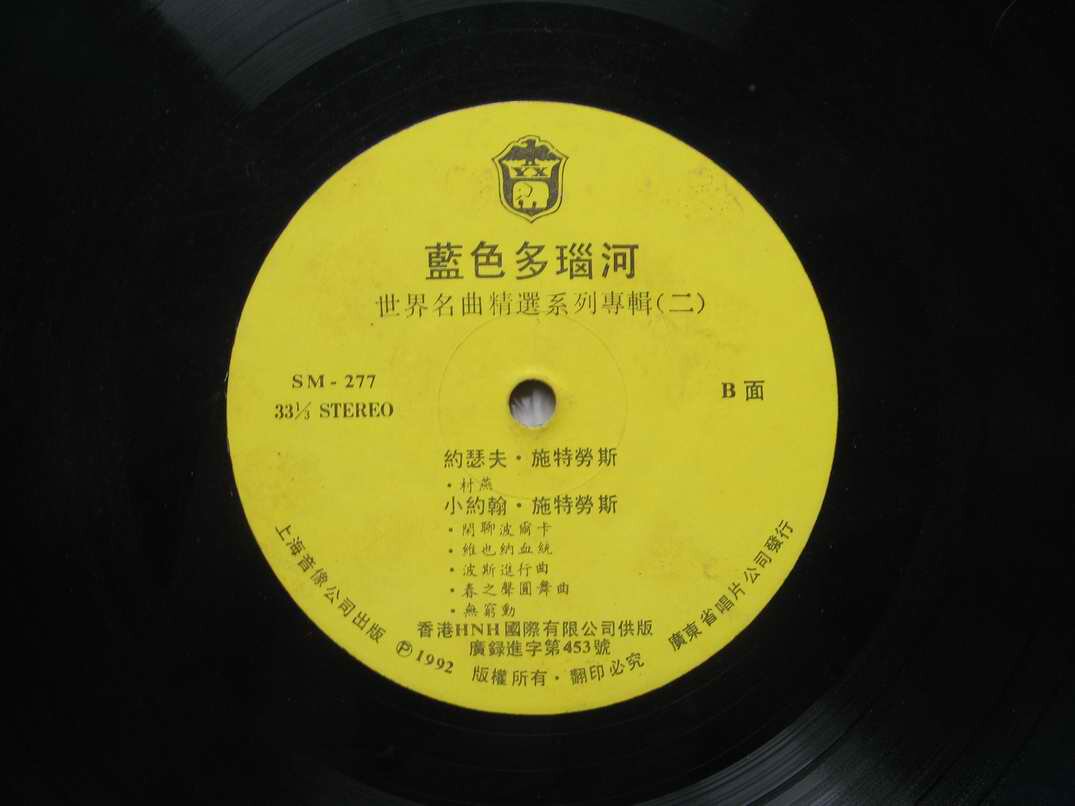 YX
藍色多瑙河
世界名曲精選系列專輯(二)
SM-277
33⅓ STEREO
B面
約瑟夫·施特勞斯
·村燕
小約翰·施特勞斯
·閑聊波爾卡
·維也納血統
·波斯進行曲
·春之聲圓舞曲
·無窮動
香港HNH國際有限公司供版
廣録進字第453號
上海音像公司出版 ℗1992 版權所有·翻印必究 廣東省唱片公司發行